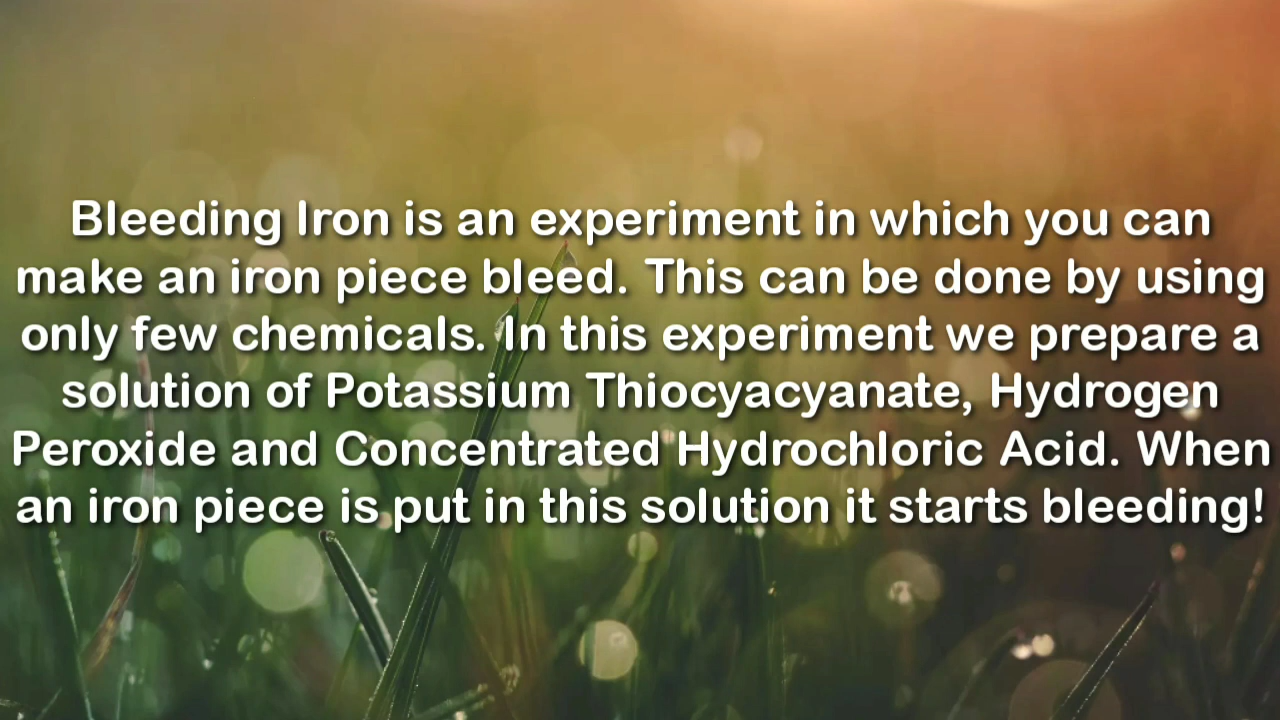 Bleeding Iron is an experiment in which you can
make an iron piece bleed. This can be done by using
only few chemicals. In this experiment we prepare a
solution of Potassium Thiocyacyanate, Hydrogen
Peroxide and Concentrated Hydrochloric Acid. When
an iron piece is put in this solution it starts bleeding!